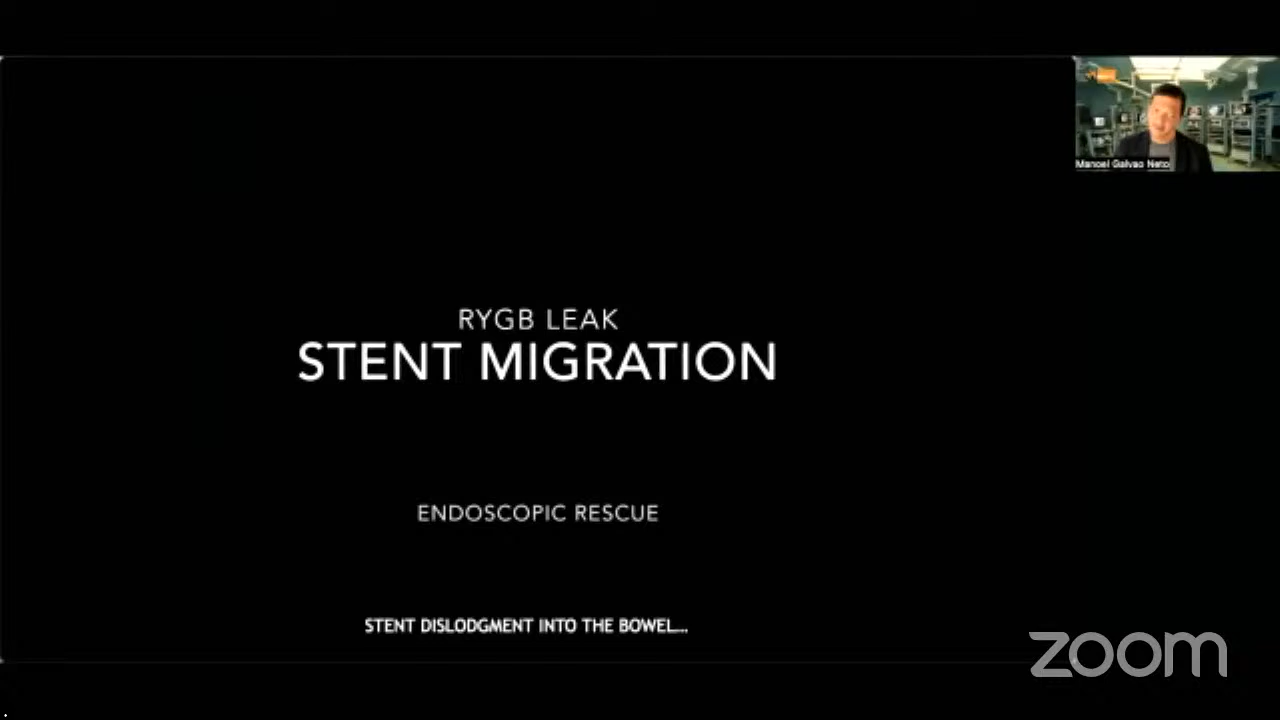 Manoel Galvao Neto
RYGB LEAK
STENT MIGRATION
ENDOSCOPIC RESCUE
STENT DISLODGMENT INTO THE BOWEL...
zoom